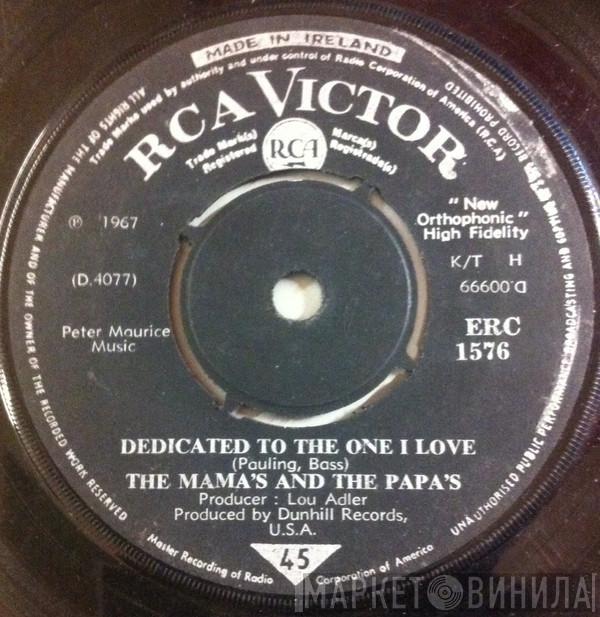 MADE IN IRELAND
Trade Marks used by authority and under control of Radio Corporation of America (R.C.A)
RCA VICTOR
Trade Mark(s)
Registered
RCA
Marca(s)
Registrada(s)
℗ 1967
(D.4077)
Peter Maurice
Music
"New
Orthophonic"
High Fidelity
K/T H
ERC
1576
DEDICATED TO THE ONE I LOVE
(Pauling, Bass)
THE MAMA'S AND THE PAPA'S
Producer : Lou Adler
Produced by Dunhill Records,
U.S.A.
45
Master Recording of Radio Corporation of America
ALL RIGHTS OF THE MANUFACTURER AND OF THE OWNER OF THE RECORDED WORK RESERVED
UNAUTHORISED PUBLIC PERFORMANCE BROADCASTING AND COPYING OF THIS RECORD PROHIBITED
МАРКЕТ ВИНИЛА